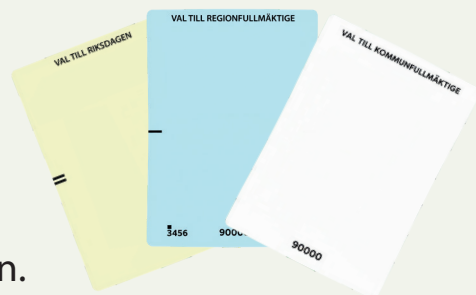 VAL TILL RIKSDAGEN
VAL TILL REGIONFULLMÄKTIGE
VAL TILL KOMMUNFULLMÄKTIGE
3456
90000